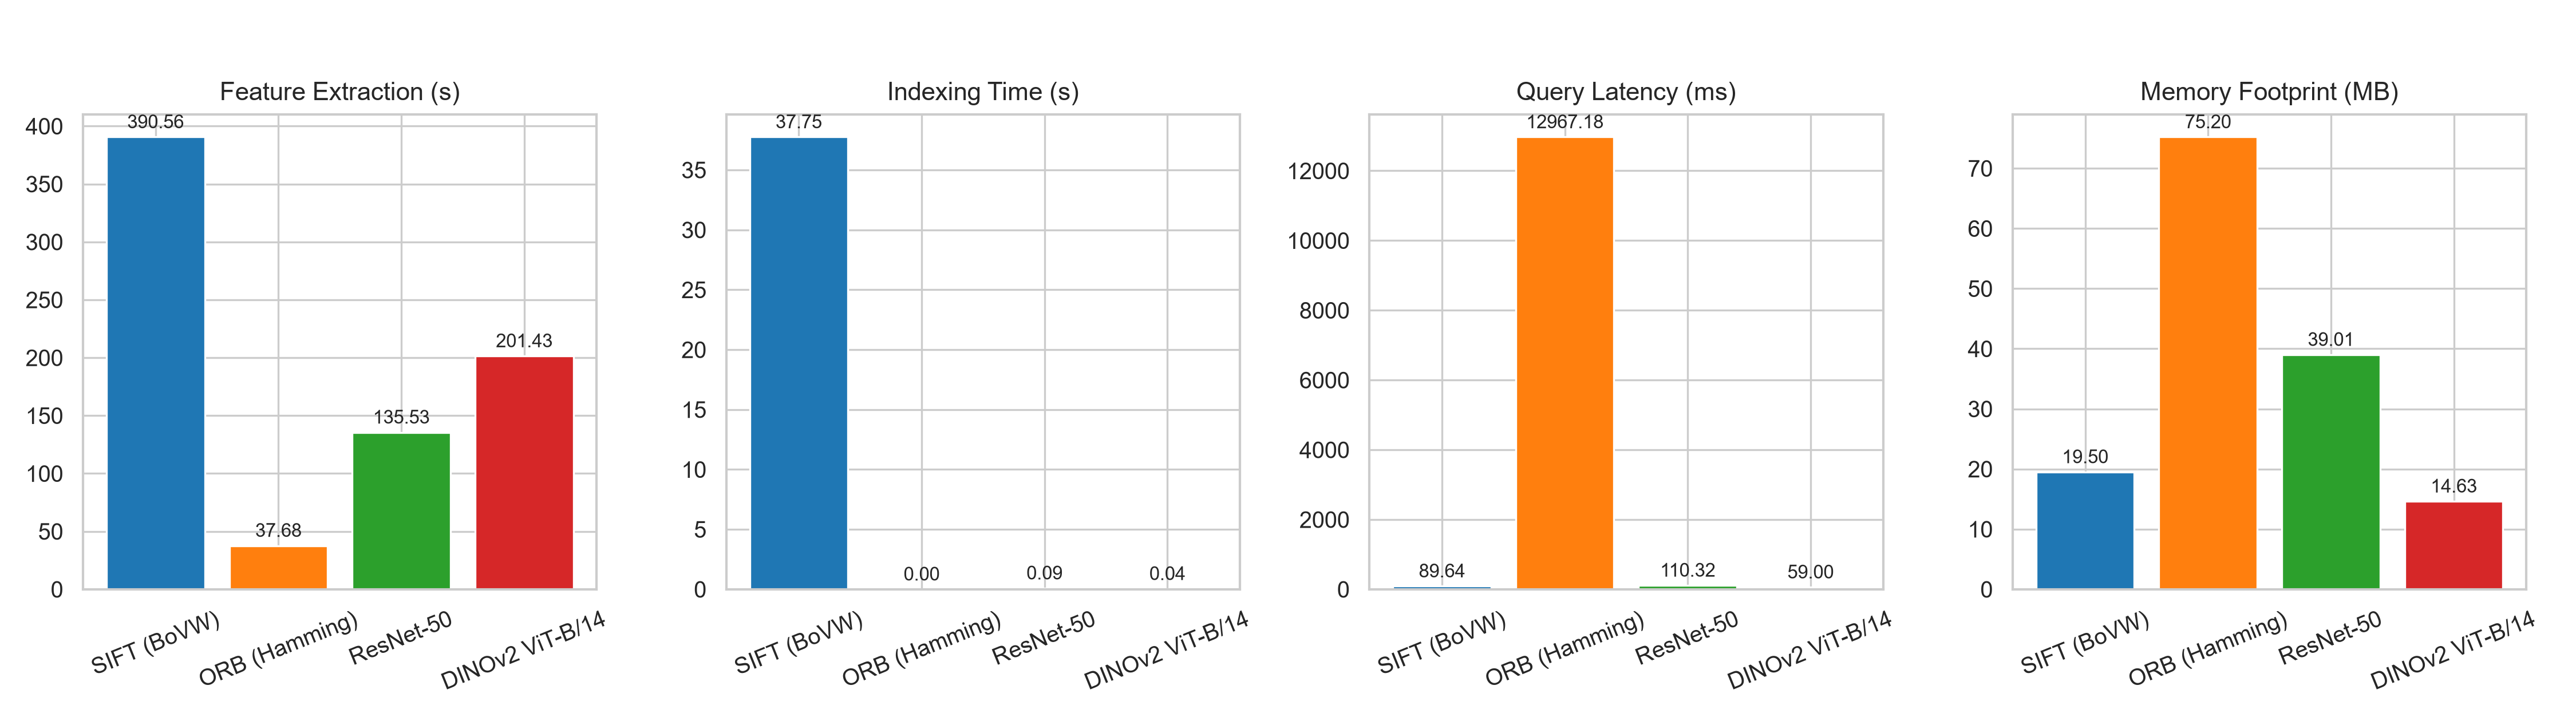 Feature Extraction (s)
400
350
300
250
200
150
100
50
0
390.56
37.68
135.53
201.43
SIFT (BoVW)
ORB (Hamming)
ResNet-50
DINOv2 ViT-B/14
Indexing Time (s)
35
30
25
20
15
10
5
0
37.75
0.00
0.09
0.04
SIFT (BoVW)
ORB (Hamming)
ResNet-50
DINOv2 ViT-B/14
Query Latency (ms)
12000
10000
8000
6000
4000
2000
0
89.64
12967.18
110.32
59.00
SIFT (BoVW)
ORB (Hamming)
ResNet-50
DINOv2 ViT-B/14
Memory Footprint (MB)
70
60
50
40
30
20
10
0
19.50
75.20
39.01
14.63
SIFT (BoVW)
ORB (Hamming)
ResNet-50
DINOv2 ViT-B/14